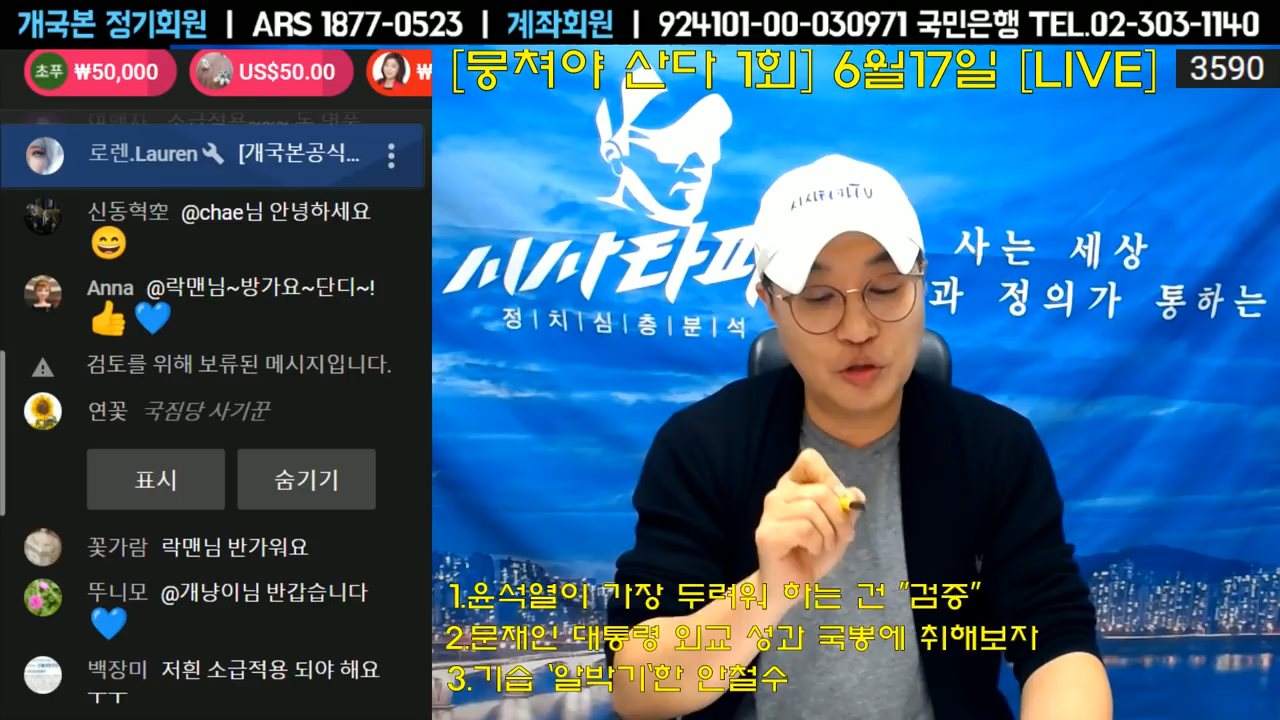 개국본 정기회원 | ARS 1877-0523 | 계좌회원 | 924101-00-030971 국민은행 TEL.02-303-1140
초푸 ₩50,000 US$50.00 ₩
[뭉쳐야 산다 1회] 6월17일 [LIVE] 3590
로렌.Lauren [개국본공식...
신동혁空 @chae님 안녕하세요
Anna @락맨님~방가요~단디~!
검토를 위해 보류된 메시지입니다.
연꽃 국짐당 사기꾼
표시 숨기기
꽃가람 락맨님 반가워요
뚜니모 @개냥이님 반갑습니다
백장미 저흰 소급적용 되야 해요
ㅜㅜ
시사타파TV
시사타파
정|치|심|층|분|석
사는 세상
과 정의가 통하는
1.윤석열이 가장 두려워 하는 건 "검증"
2.문재인 대통령 외교 성과 국뽕에 취해보자
3.기습 '알박기'한 안철수